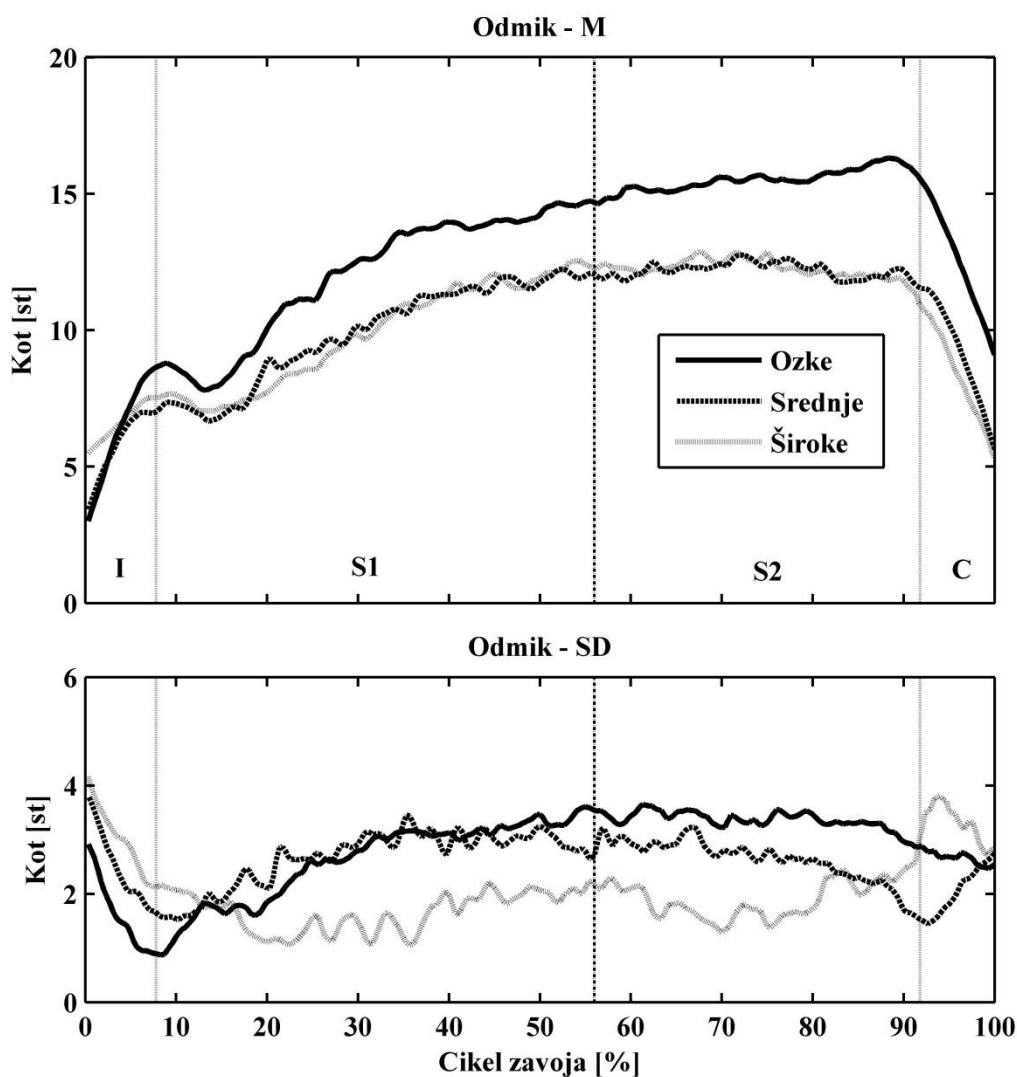 Odmik - M
20
15
10
5
0
Kot [st]
Ozke
Srednje
Široke
I S1 S2 C
Odmik - SD
6
4
2
0
Kot [st]
0 10 20 30 40 50 60 70 80 90 100
Cikel zavoja [%]